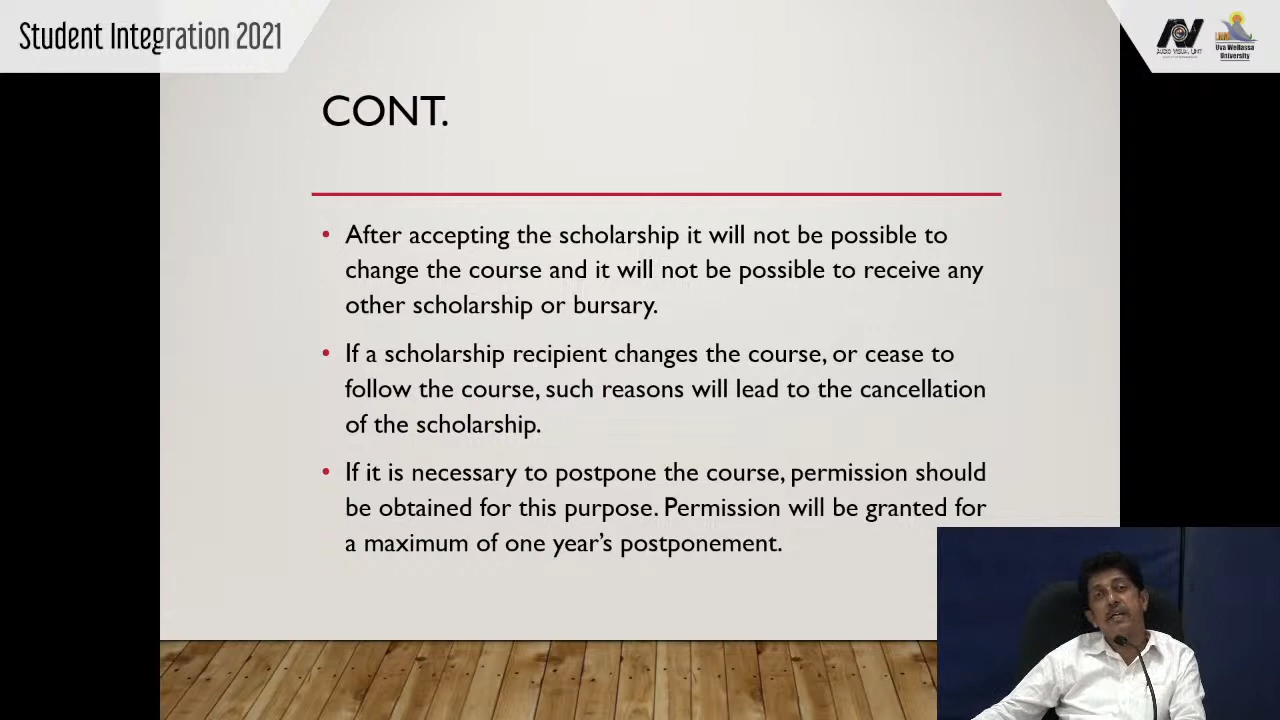 Student Integration 2021
AUDIO VISUAL UNIT
Uva Wellassa
University
CONT.
• After accepting the scholarship it will not be possible to
change the course and it will not be possible to receive any
other scholarship or bursary.
• If a scholarship recipient changes the course, or cease to
follow the course, such reasons will lead to the cancellation
of the scholarship.
• If it is necessary to postpone the course, permission should
be obtained for this purpose. Permission will be granted for
a maximum of one year’s postponement.